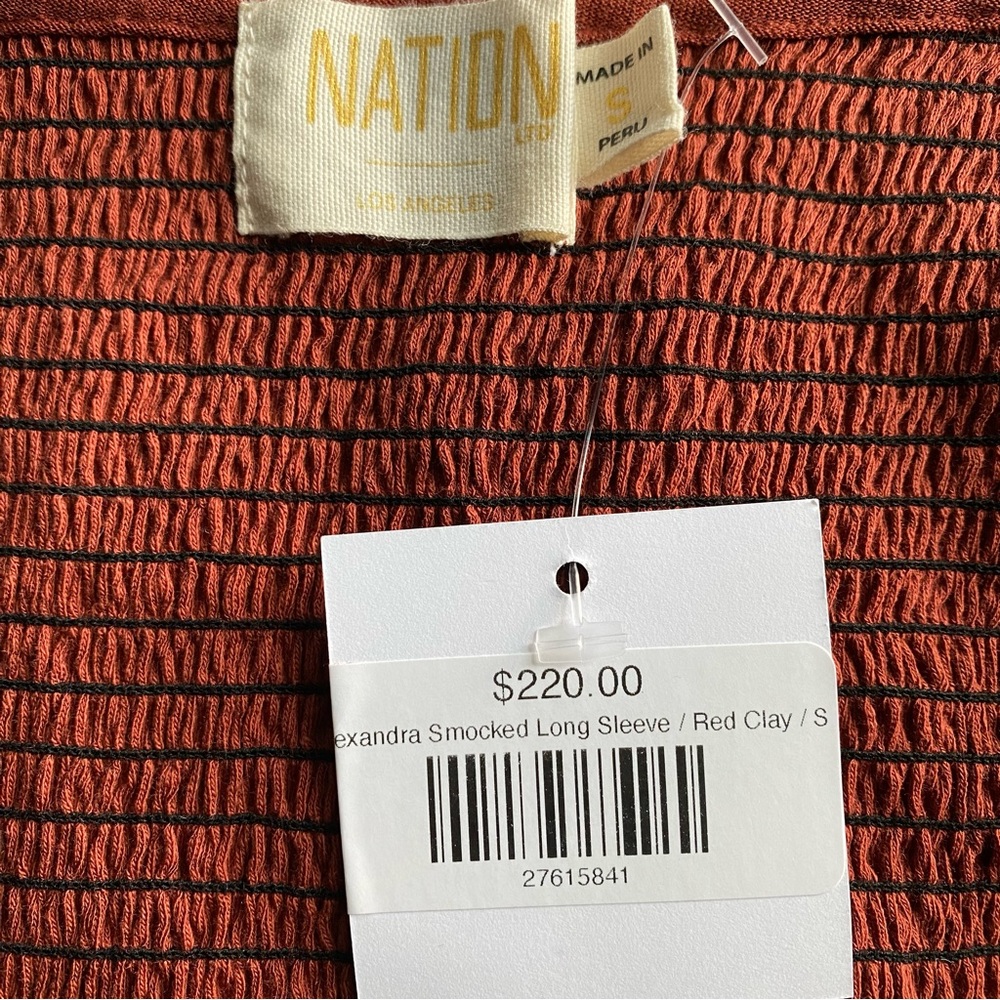 NATION
LTD
LOS ANGELES
MADE IN
S
PERU
$220.00
exandra Smocked Long Sleeve / Red Clay / S
27615841